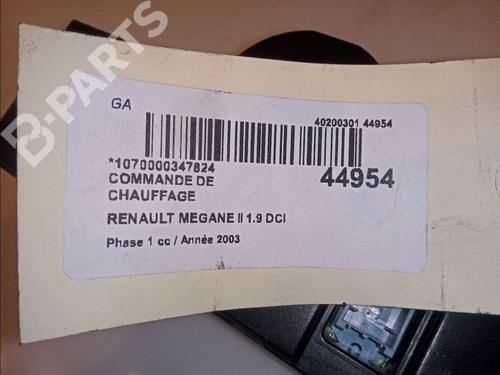 B-PARTS
GA
40200301 44954
*1070000347824
44954
COMMANDE DE
CHAUFFAGE
RENAULT MEGANE II 1.9 DCI
Phase 1 cc / Année 2003